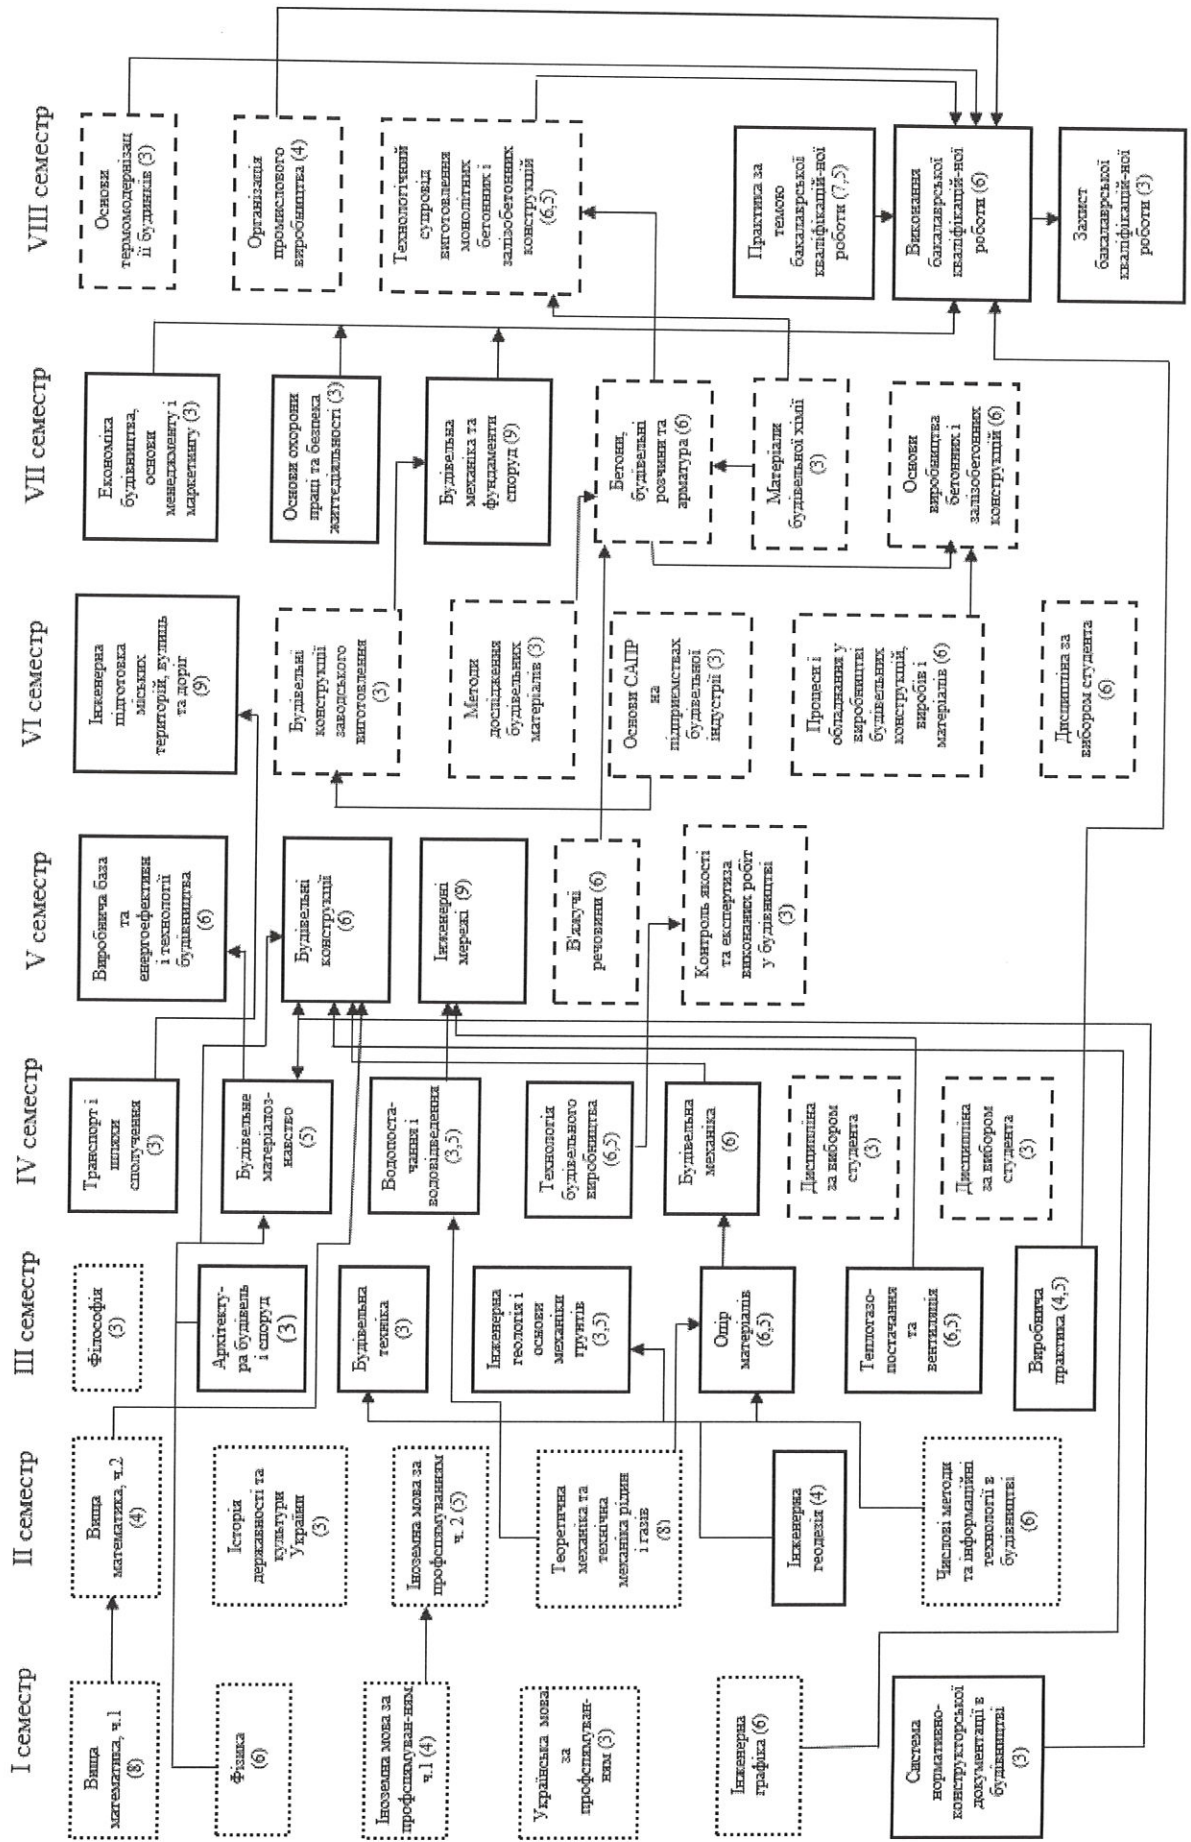 I семестр
Вища
математика, ч.1
(8)
Фізика
(6)
Іноземна мова за
профспямуван-ням
ч.1 (4)
Українська мова
за
профспямуван-
ням (3)
Інженерна
графіка (6)
Система
нормативно-
конструкторської
документації в
будівництві
(3)
II семестр
Вища
математика, ч.2
(4)
Історія
державності та
культури
України
(3)
Іноземна мова за
профспямуванням
ч. 2 (5)
Теоретична
механіка та
технічна
механіка рідин
і газів
(8)
Інженерна
геодезія (4)
Числові методи
та інформаційні
технології в
будівництві
(6)
III семестр
Філософія
(3)
Архітекту-
ра будівель
і споруд
(3)
Будівельна
техніка
(3)
Інженерна
геологія і
основи
механіки
ґрунтів
(3,5)
Опір
матеріалів
(6,5)
Теплогазо-
постачання
та
вентиляція
(6,5)
Виробнича
практика (4,5)
IV семестр
Транспорт і
шляхи
сполучення
(3)
Будівельне
матеріалоз-
навство
(5)
Водопоста-
чання і
водовідведення
(3,5)
Технологія
будівельного
виробництва
(6,5)
Будівельна
механіка
(6)
Дисципліна
за вибором
студента
(3)
Дисципліна
за вибором
студента
(3)
V семестр
Виробнича база
та
енергоефективн
і технології
будівництва
(6)
Будівельні
конструкції
(6)
Інженерні
мережі (9)
В'яжучі
речовини (6)
Контроль якості
та експертиза
виконаних робіт
у будівництві
(3)
VI семестр
Інженерна
підготовка
міських
територій, вулиць
та доріг
(9)
Будівельні
конструкції
заводського
виготовлення
(3)
Методи
дослідження
будівельних
матеріалів (3)
Основи САПР
на
підприємствах
будівельної
індустрії (3)
Процеси і
обладнання у
виробництві
будівельних
конструкцій,
виробів і
матеріалів (6)
Дисципліна за
вибором студента
(6)
VII семестр
Економіка
будівництва,
основи
менеджменту і
маркетингу (3)
Основи охорони
праці та безпека
життєдіяльності (3)
Будівельна
механіка та
фундаменти
споруд (9)
Бетони,
будівельні
розчини та
арматура (6)
Матеріали
будівельної хімії
(3)
Основи
виробництва
бетонних і
залізобетонних
конструкцій (6)
VIII семестр
Основи
термомодернізац
ії будинків (3)
Організація
промислового
виробництва (4)
Технологічний
супровід
виготовлення
монолітних
бетонних і
залізобетонних
конструкцій
(6,5)
Практика за
темою
бакалаврської
кваліфікацій-ної
роботи (7,5)
Виконання
бакалаврської
кваліфікацій-ної
роботи (6)
Захист
бакалаврської
кваліфікацій-ної
роботи (3)